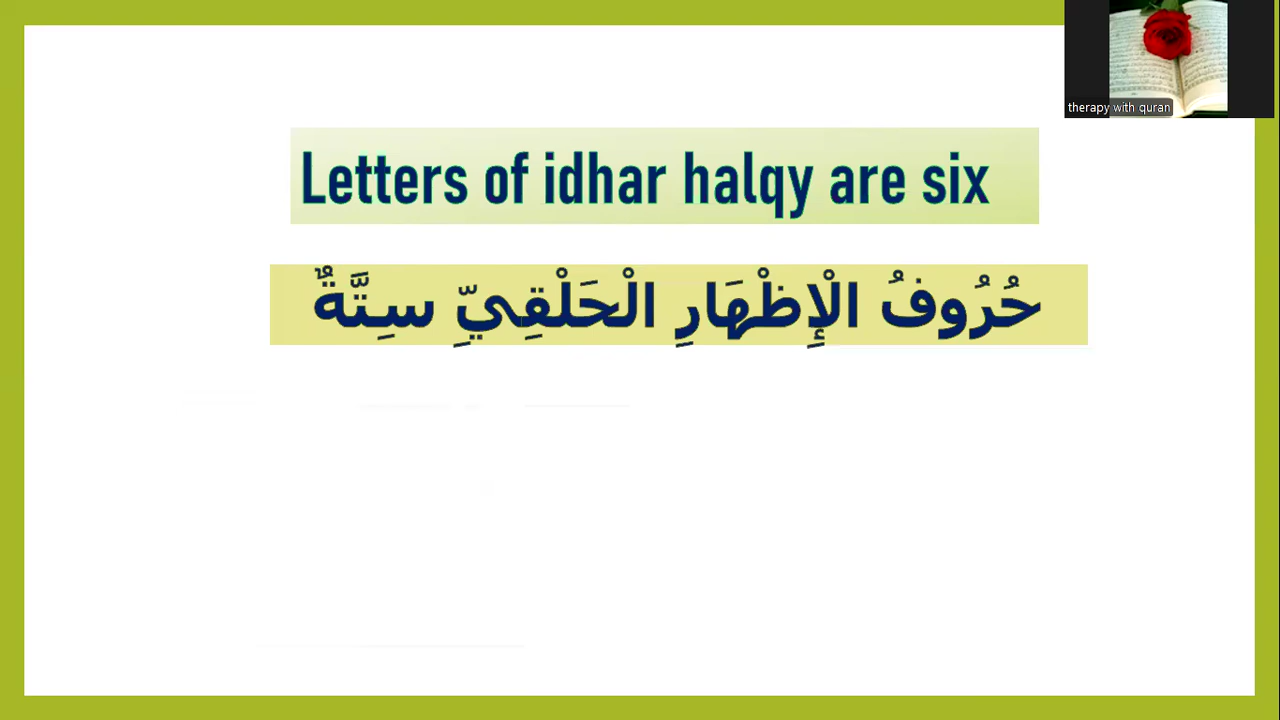 therapy with quran
Letters of idhar halqy are six
حُرُوفُ الْإِظْهَارِ الْحَلْقِيِّ سِتَّةٌ